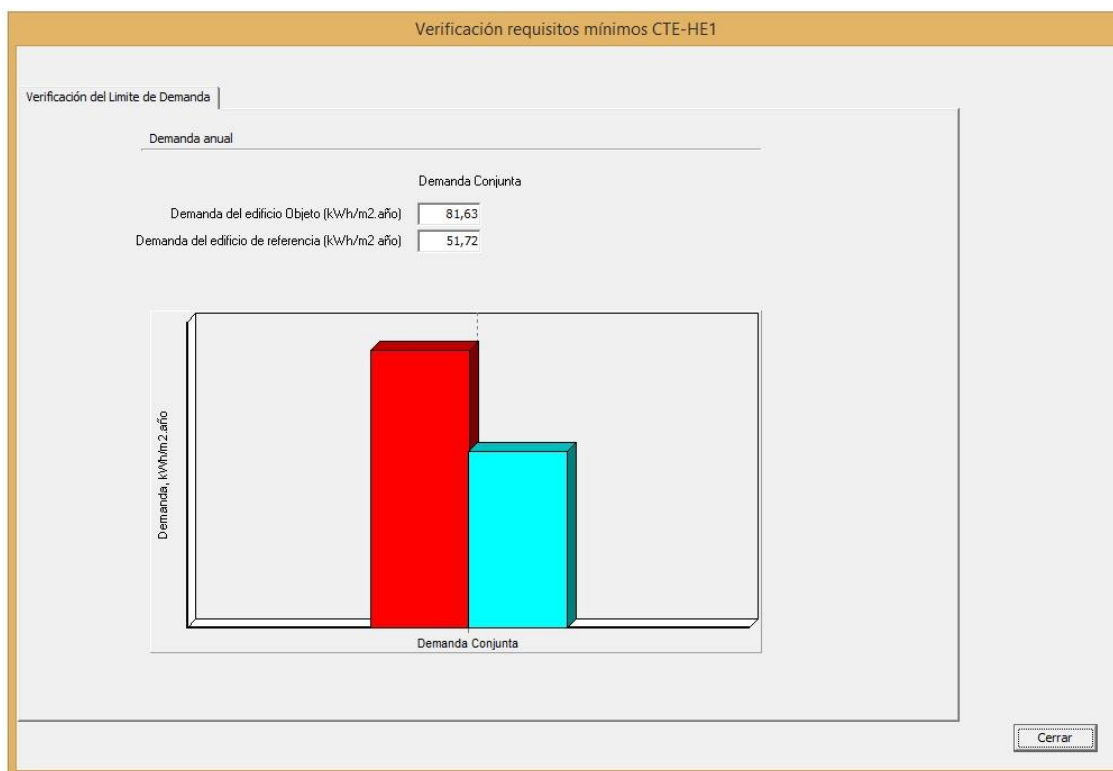 Verificación requisitos mínimos CTE-HE1
Verificación del Limite de Demanda
Demanda anual
Demanda Conjunta
Demanda del edificio Objeto (kWh/m2.año) 81,63
Demanda del edificio de referencia (kWh/m2 año) 51,72
Demanda, kWh/m2.año
Demanda Conjunta
Cerrar